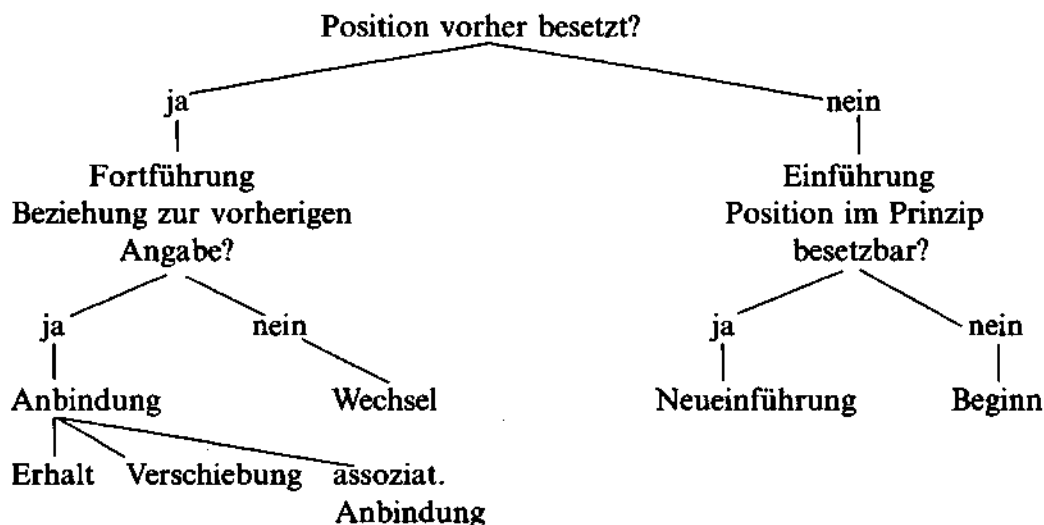 Position vorher besetzt?
ja
nein
Fortführung
Einführung
Beziehung zur vorherigen
Position im Prinzip
Angabe?
besetzbar?
ja
nein
ja
nein
Anbindung
Wechsel
Neueinführung
Beginn
Erhalt
Verschiebung
assoziat.
Anbindung